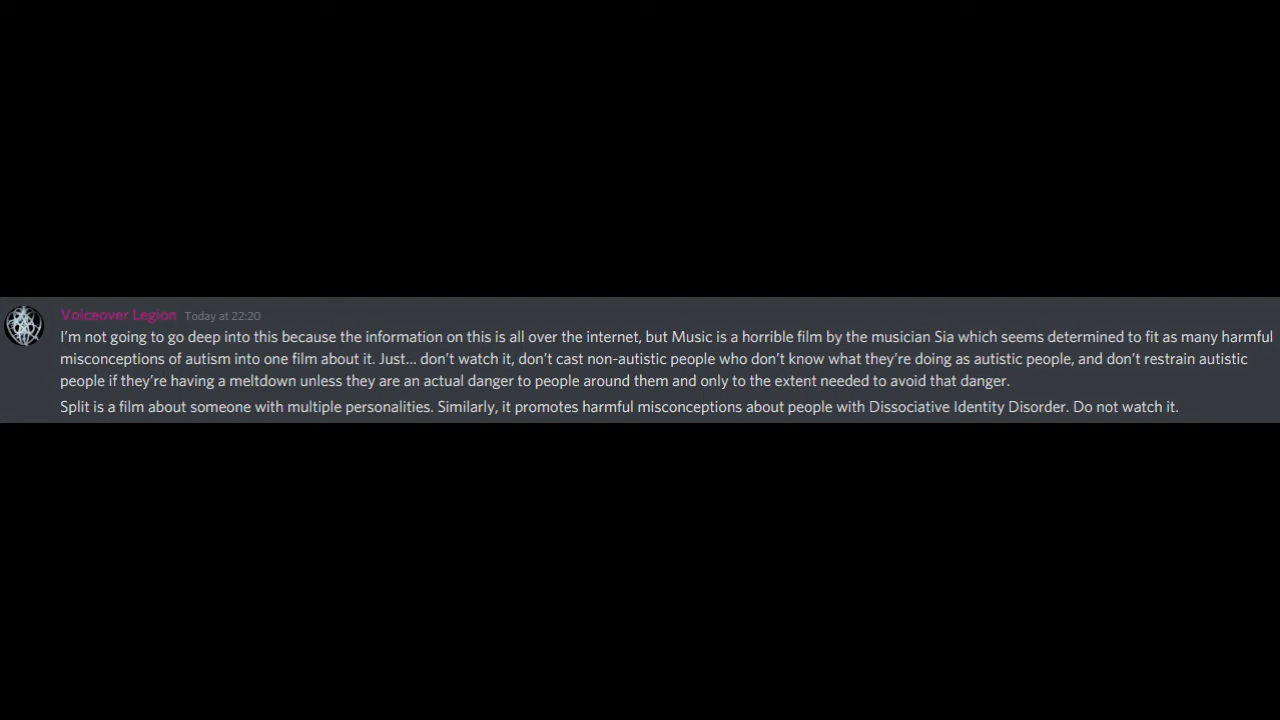 Voiceover Legion Today at 22:20
I’m not going to go deep into this because the information on this is all over the internet, but Music is a horrible film by the musician Sia which seems determined to fit as many harmful
misconceptions of autism into one film about it. Just... don’t watch it, don’t cast non-autistic people who don’t know what they’re doing as autistic people, and don’t restrain autistic
people if they’re having a meltdown unless they are an actual danger to people around them and only to the extent needed to avoid that danger.
Split is a film about someone with multiple personalities. Similarly, it promotes harmful misconceptions about people with Dissociative Identity Disorder. Do not watch it.